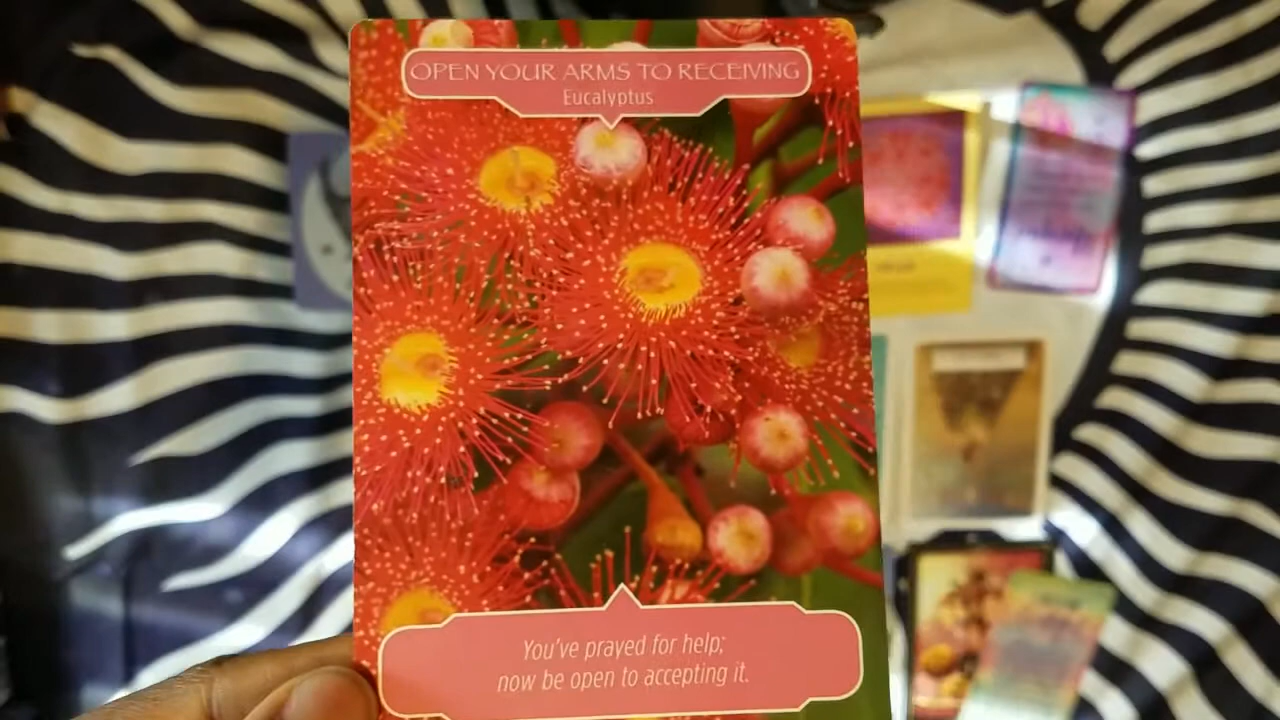 OPEN YOUR ARMS TO RECEIVING
Eucalyptus
You've prayed for help;
now be open to accepting it.